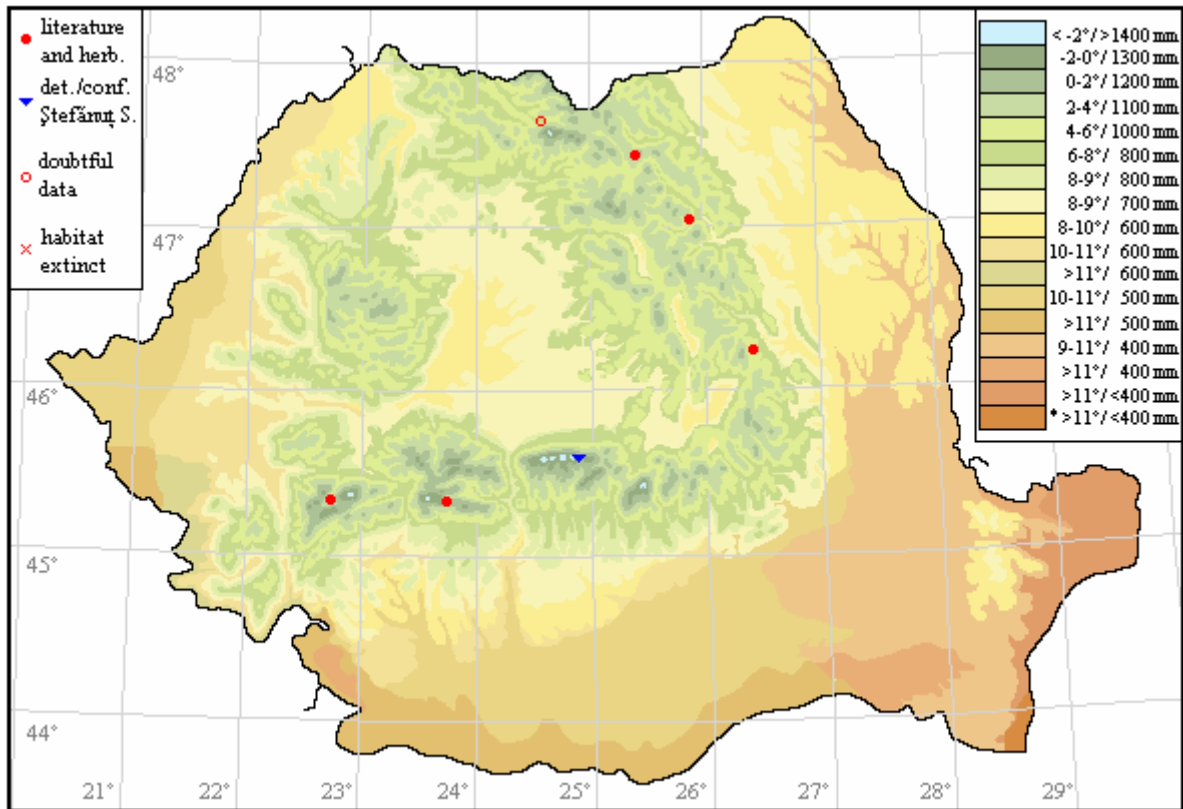 literature
and herb.
det./conf.
Ștefănuț S.
doubtful
data
habitat
extinct
< -2°/>1400 mm
-2-0°/ 1300 mm
0-2°/ 1200 mm
2-4°/ 1100 mm
4-6°/ 1000 mm
6-8°/ 800 mm
8-9°/ 800 mm
8-9°/ 700 mm
8-10°/ 600 mm
10-11°/ 600 mm
>11°/ 600 mm
10-11°/ 500 mm
>11°/ 500 mm
9-11°/ 400 mm
>11°/ 400 mm
>11°/<400 mm
* >11°/<400 mm
48°
47°
46°
45°
44°
21° 22° 23° 24° 25° 26° 27° 28° 29°